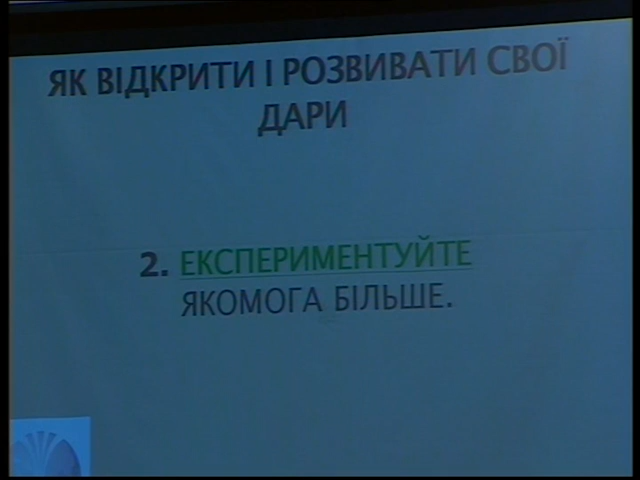 ЯК ВІДКРИТИ І РОЗВИВАТИ СВОЇ
ДАРИ
2. ЕКСПЕРИМЕНТУЙТЕ
ЯКОМОГА БІЛЬШЕ.